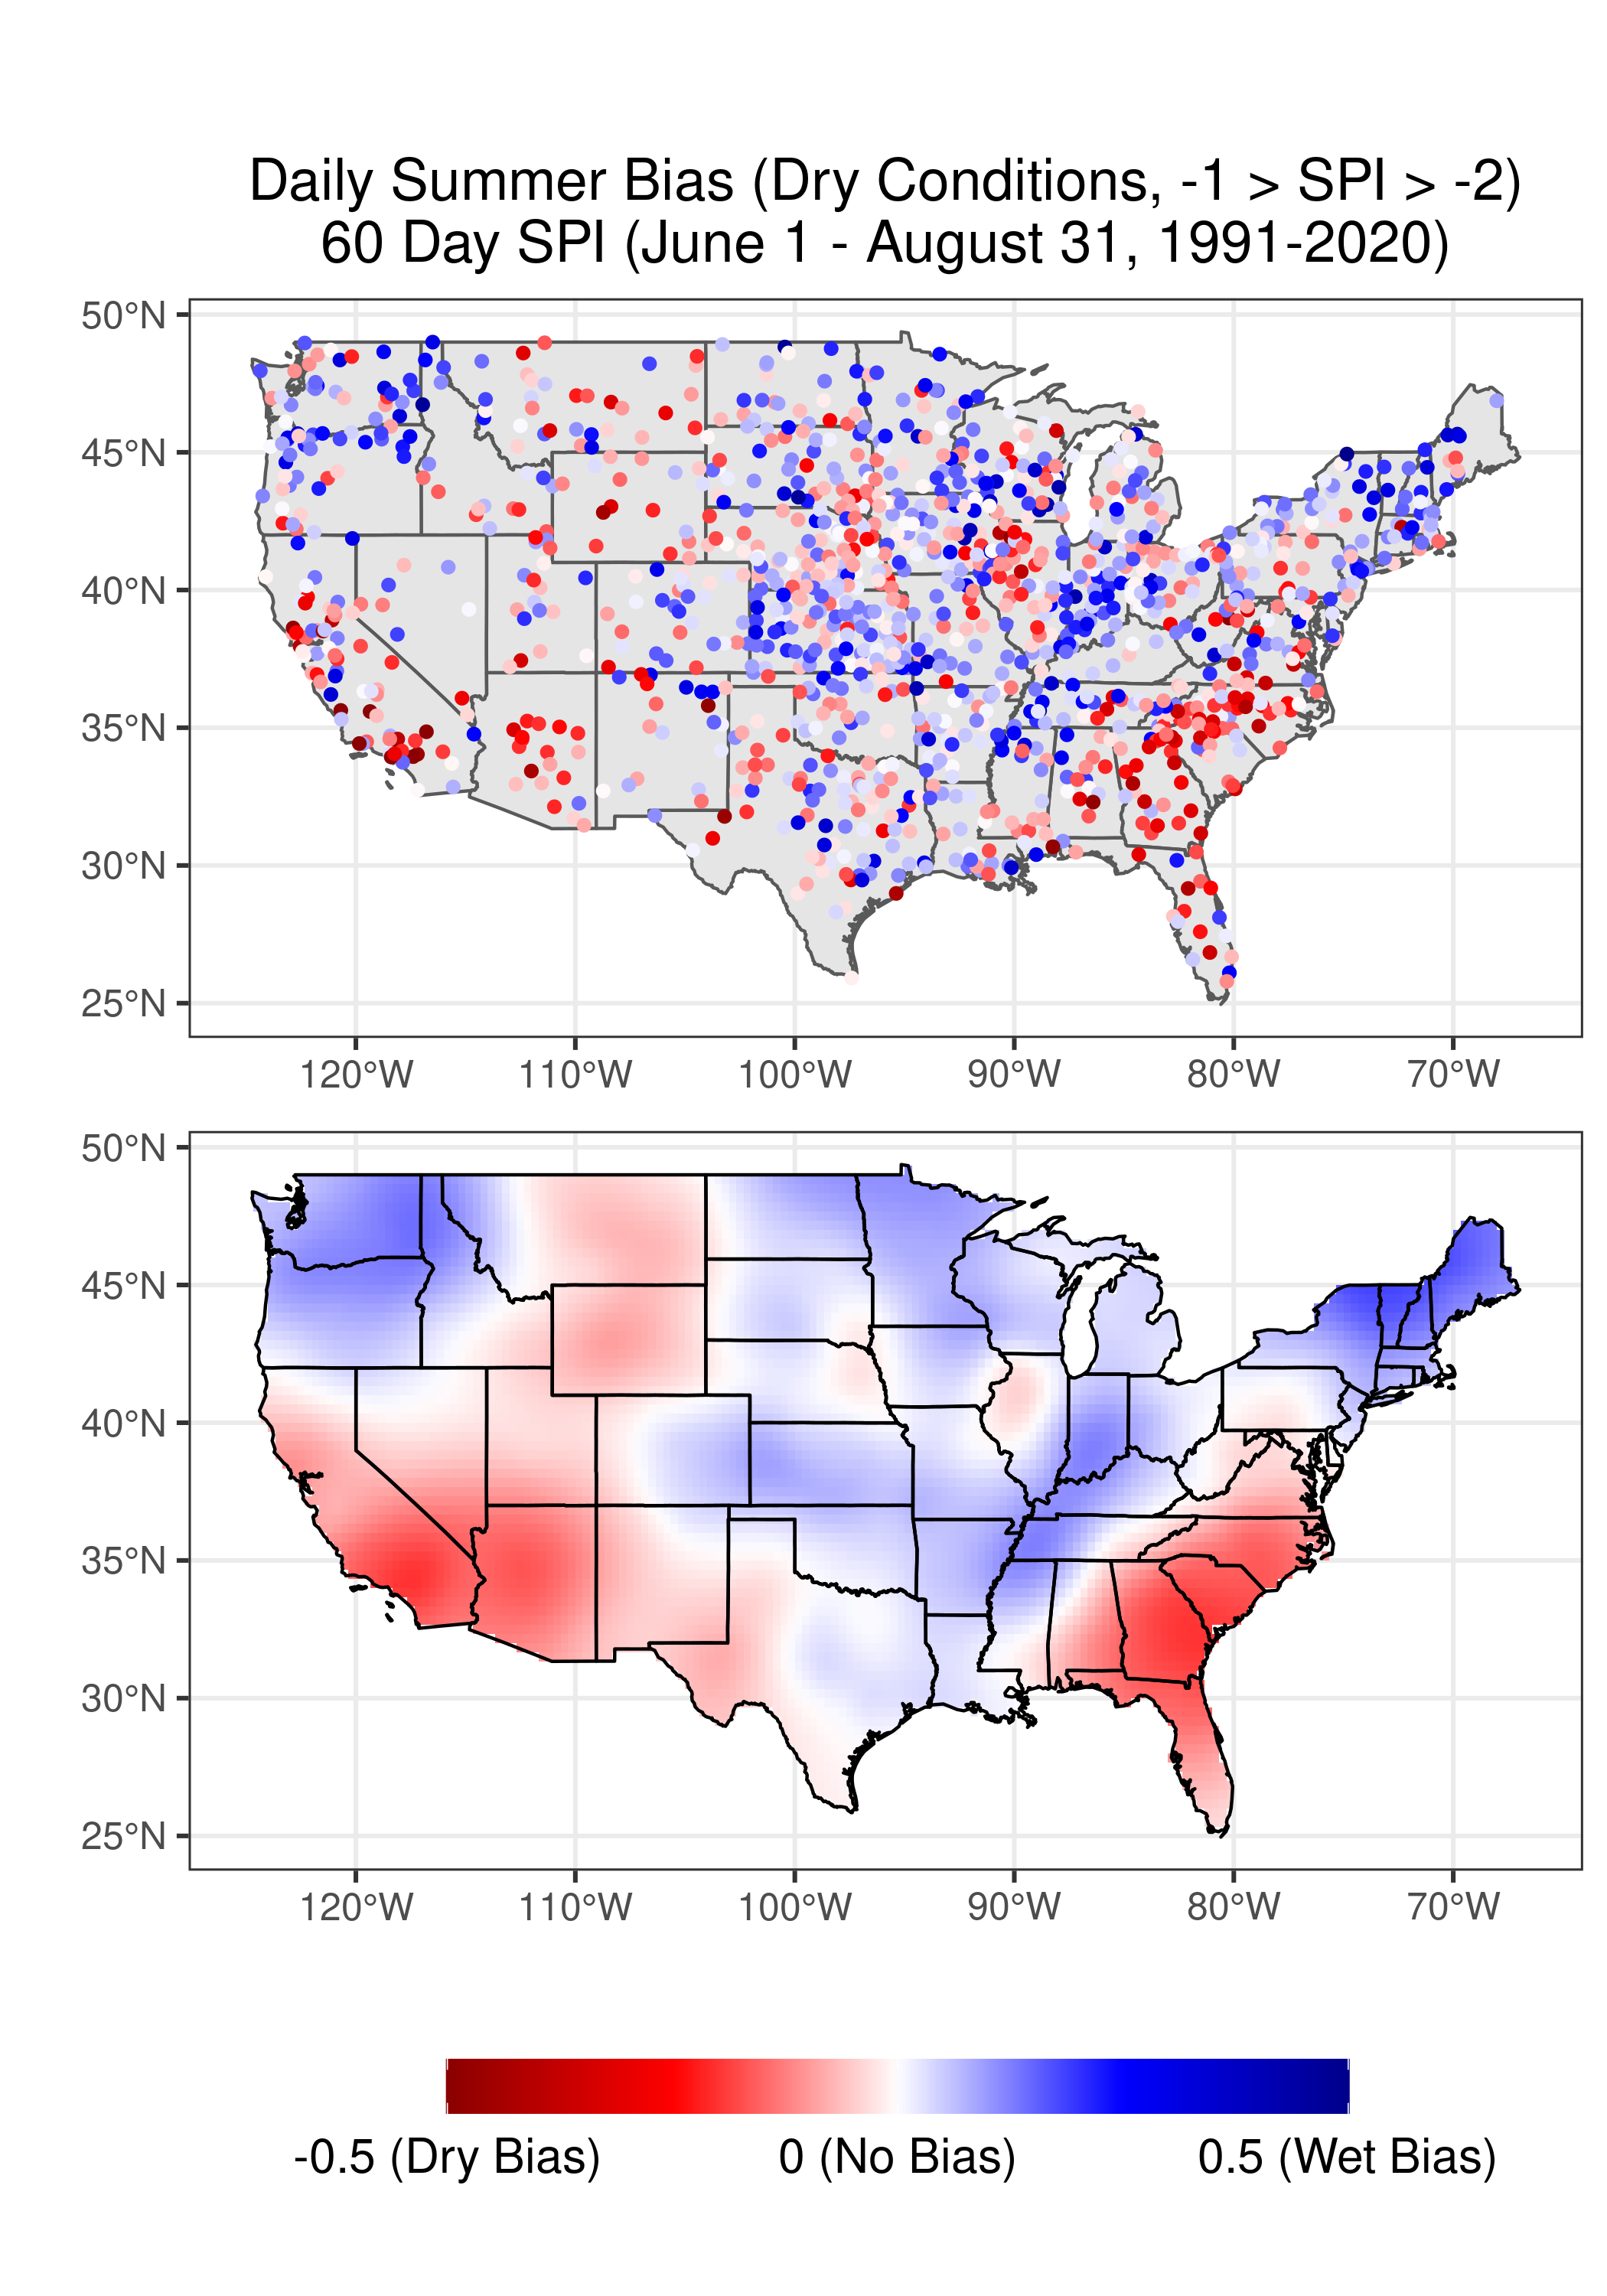 Daily Summer Bias (Dry Conditions, -1 > SPI > -2)
60 Day SPI (June 1 - August 31, 1991-2020)
50°N
45°N
40°N
35°N
30°N
25°N
120°W 110°W 100°W 90°W 80°W 70°W
50°N
45°N
40°N
35°N
30°N
25°N
120°W 110°W 100°W 90°W 80°W 70°W
-0.5 (Dry Bias) 0 (No Bias) 0.5 (Wet Bias)